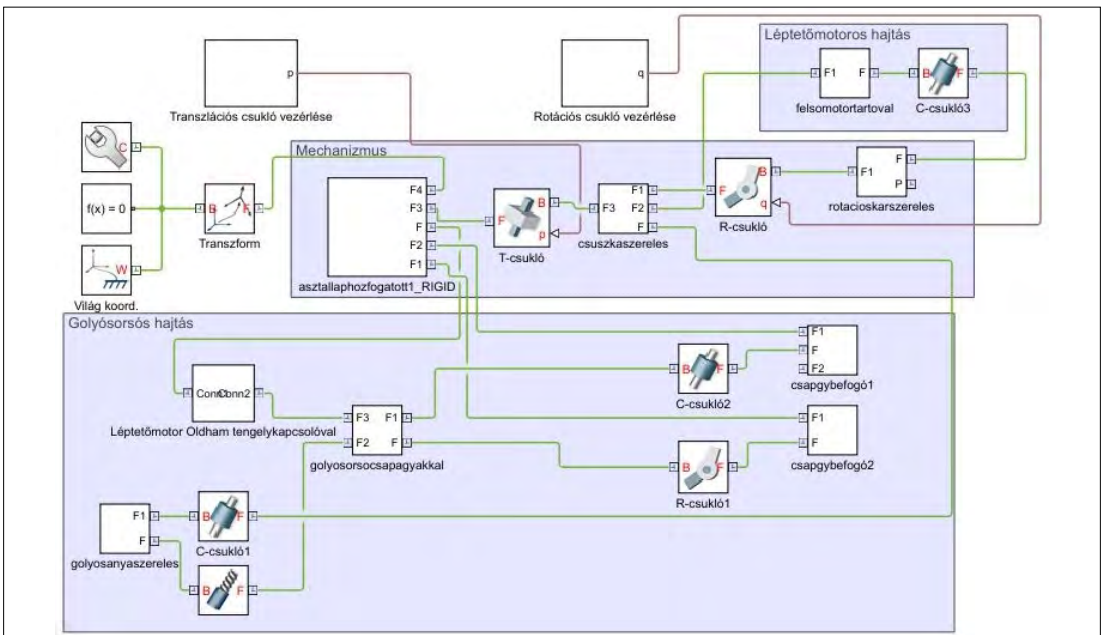 Léptetőmotoros hajtás
p
Transzlációs csukló vezérlése
q
Rotációs csukló vezérlése
F1 F
felsomotortartoval
B F
C-csukló3
C
f(x) = 0
W
Világ koord.
B F
Transzform
Mechanizmus
F4
F3
F
F2
F1
asztallaphozfogatott1_RIGID
F B
p
T-csukló
F3 F1
F2
F
csuszkaszereles
F B
q
R-csukló
F1 F
P
rotacioskarszereles
Golyósorsós hajtás
Conn1 Conn2
Léptetőmotor Oldham tengelykapcsolóval
F3 F1
F2 F
golyosorsocsapagyakkal
B F
C-csukló2
F1
F
F2
csapgybefogó1
B F
R-csukló1
F1
F
csapgybefogó2
F1
F
golyosanyaszereles
B F
C-csukló1
B F